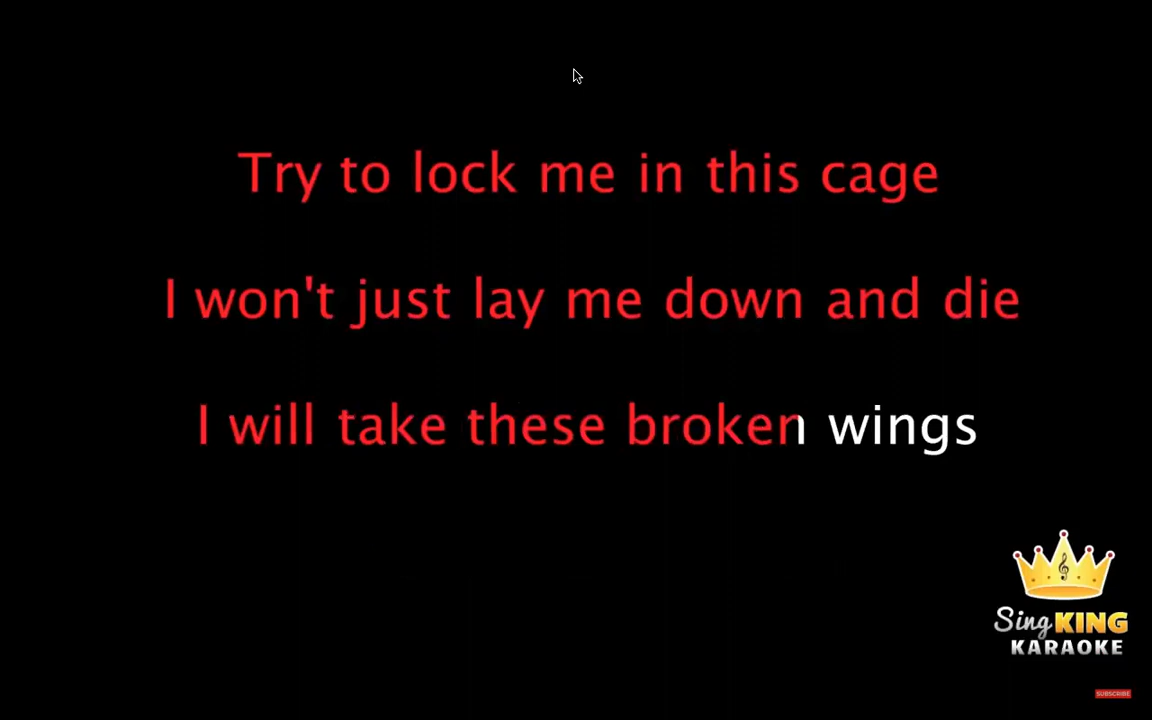 Try to lock me in this cage
I won't just lay me down and die
I will take these broken wings
Sing KING
KARAOKE
SUBSCRIBE